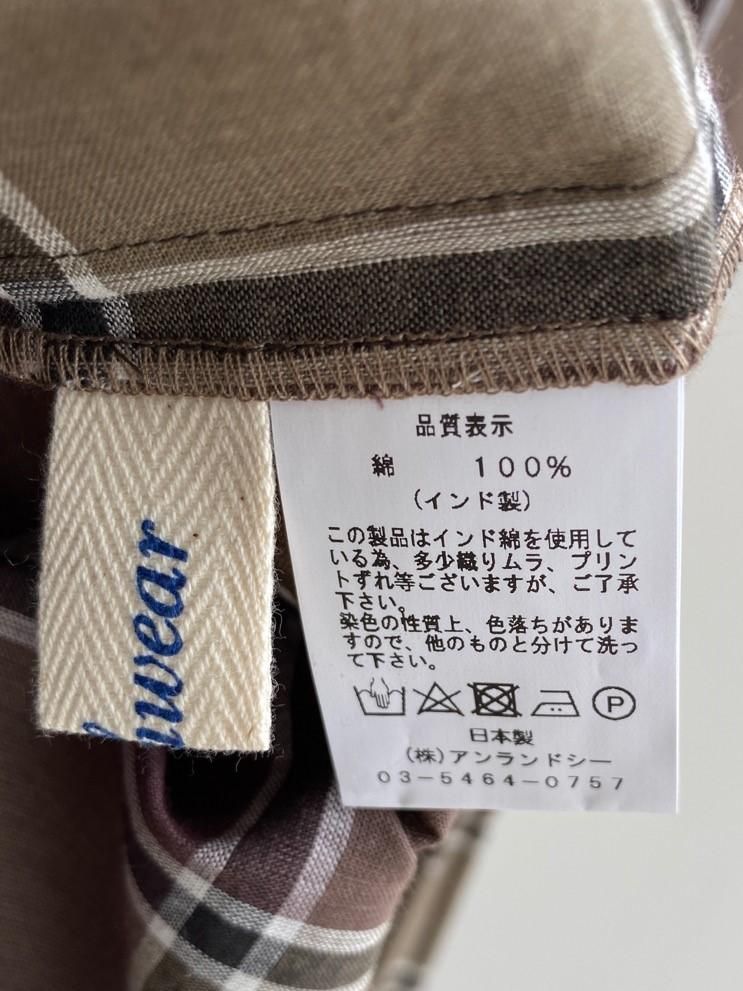 品質表示
綿 100%
(インド製)
この製品はインド綿を使用して
いる為、多少織りムラ、プリン
トずれ等ございますが、ご了承
下さい。
染色の性質上、色落ちがありま
すので、他のものと分けて洗っ
て下さい。
P
日本製
(株)アンランドシー
03-5464-0757